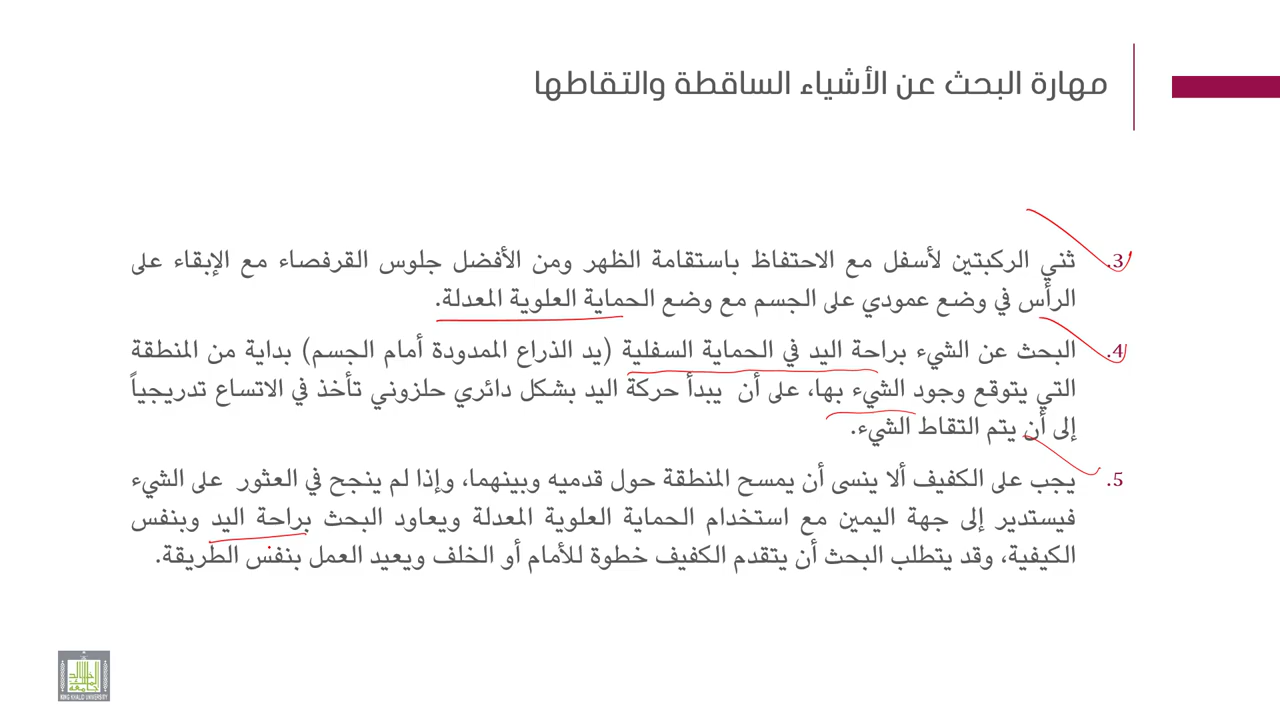 مهارة البحث عن الأشياء الساقطة والتقاطها
3. ثني الركبتين لأسفل مع الاحتفاظ باستقامة الظهر ومن الأفضل جلوس القرفصاء مع الإبقاء على
الرأس في وضع عمودي على الجسم مع وضع الحماية العلوية المعدلة.
4. البحث عن الشيء براحة اليد في الحماية السفلية (يد الذراع الممدودة أمام الجسم) بداية من المنطقة
التي يتوقع وجود الشيء بها، على أن يبدأ حركة اليد بشكل دائري حلزوني تأخذ في الاتساع تدريجياً
إلى أن يتم التقاط الشيء.
5. يجب على الكفيف ألا ينسى أن يمسح المنطقة حول قدميه وبينهما، وإذا لم ينجح في العثور على الشيء
فيستدير إلى جهة اليمين مع استخدام الحماية العلوية المعدلة ويعاود البحث براحة اليد وبنفس
الكيفية، وقد يتطلب البحث أن يتقدم الكفيف خطوة للأمام أو الخلف ويعيد العمل بنفس الطريقة.
KING KHALID UNIVERSITY